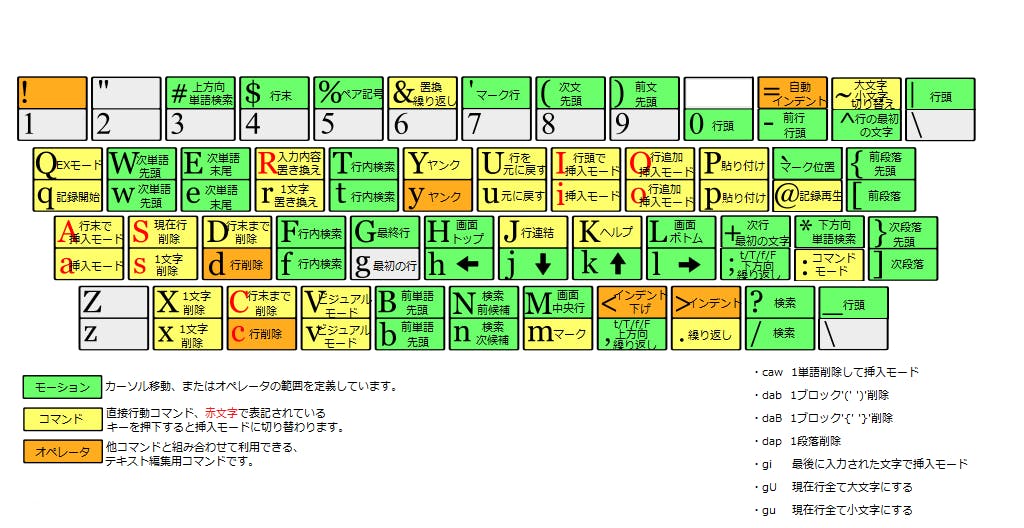 ! " # 上方向 単語検索 $ 行末 % ペア記号 & 置換 繰り返し ' マーク行 ( 次文 先頭 ) 前文 先頭 = 自動 インデント ~ 大文字 小文字 切り替え | 行頭
1 2 3 4 5 6 7 8 9 0 行頭 - 前行 行頭 ^ 行の最初 の文字 \
Q EXモード W 次単語 先頭 E 次単語 末尾 R 入力内容 置き換え T 行内検索 Y ヤンク U 行を 元に戻す I 行頭で 挿入モード O 行追加 挿入モード P 貼り付け ` マーク位置 { 前段落 先頭
q 記録開始 w 次単語 先頭 e 次単語 末尾 r 1文字 置き換え t 行内検索 y ヤンク u 元に戻す i 挿入モード o 行追加 挿入モード p 貼り付け @ 記録再生 [ 前段落
A 行末で 挿入モード S 現在行 削除 D 行末まで 削除 F 行内検索 G 最終行 H 画面 トップ J 行連結 K ヘルプ L 画面 ボトム + 次行 最初の文字 * 下方向 単語検索 } 次段落 先頭
a 挿入モード s 1文字 削除 d 行削除 f 行内検索 g 最初の行 h ← j ↓ k ↑ l → ; t/T/f/F 下方向 繰り返し : コマンド モード ] 次段落
Z X 1文字 削除 C 行末まで 削除 V ビジュアル モード B 前単語 先頭 N 検索 前候補 M 画面 中央行 < インデント 下げ > インデント ? 検索 _ 行頭
z x 1文字 削除 c 行削除 v ビジュアル モード b 前単語 先頭 n 検索 次候補 m マーク , t/T/f/F 上方向 繰り返し . 繰り返し / 検索 \
モーション カーソル移動、またはオペレータの範囲を定義しています。
コマンド 直接行動コマンド、赤文字で表記されている
キーを押下すると挿入モードに切り替わります。
オペレータ 他コマンドと組み合わせて利用できる、
テキスト編集用コマンドです。
・caw 1単語削除して挿入モード
・dab 1ブロック'(' ')'削除
・daB 1ブロック'{' '}'削除
・dap 1段落削除
・gi 最後に入力された文字で挿入モード
・gU 現在行全て大文字にする
・gu 現在行全て小文字にする